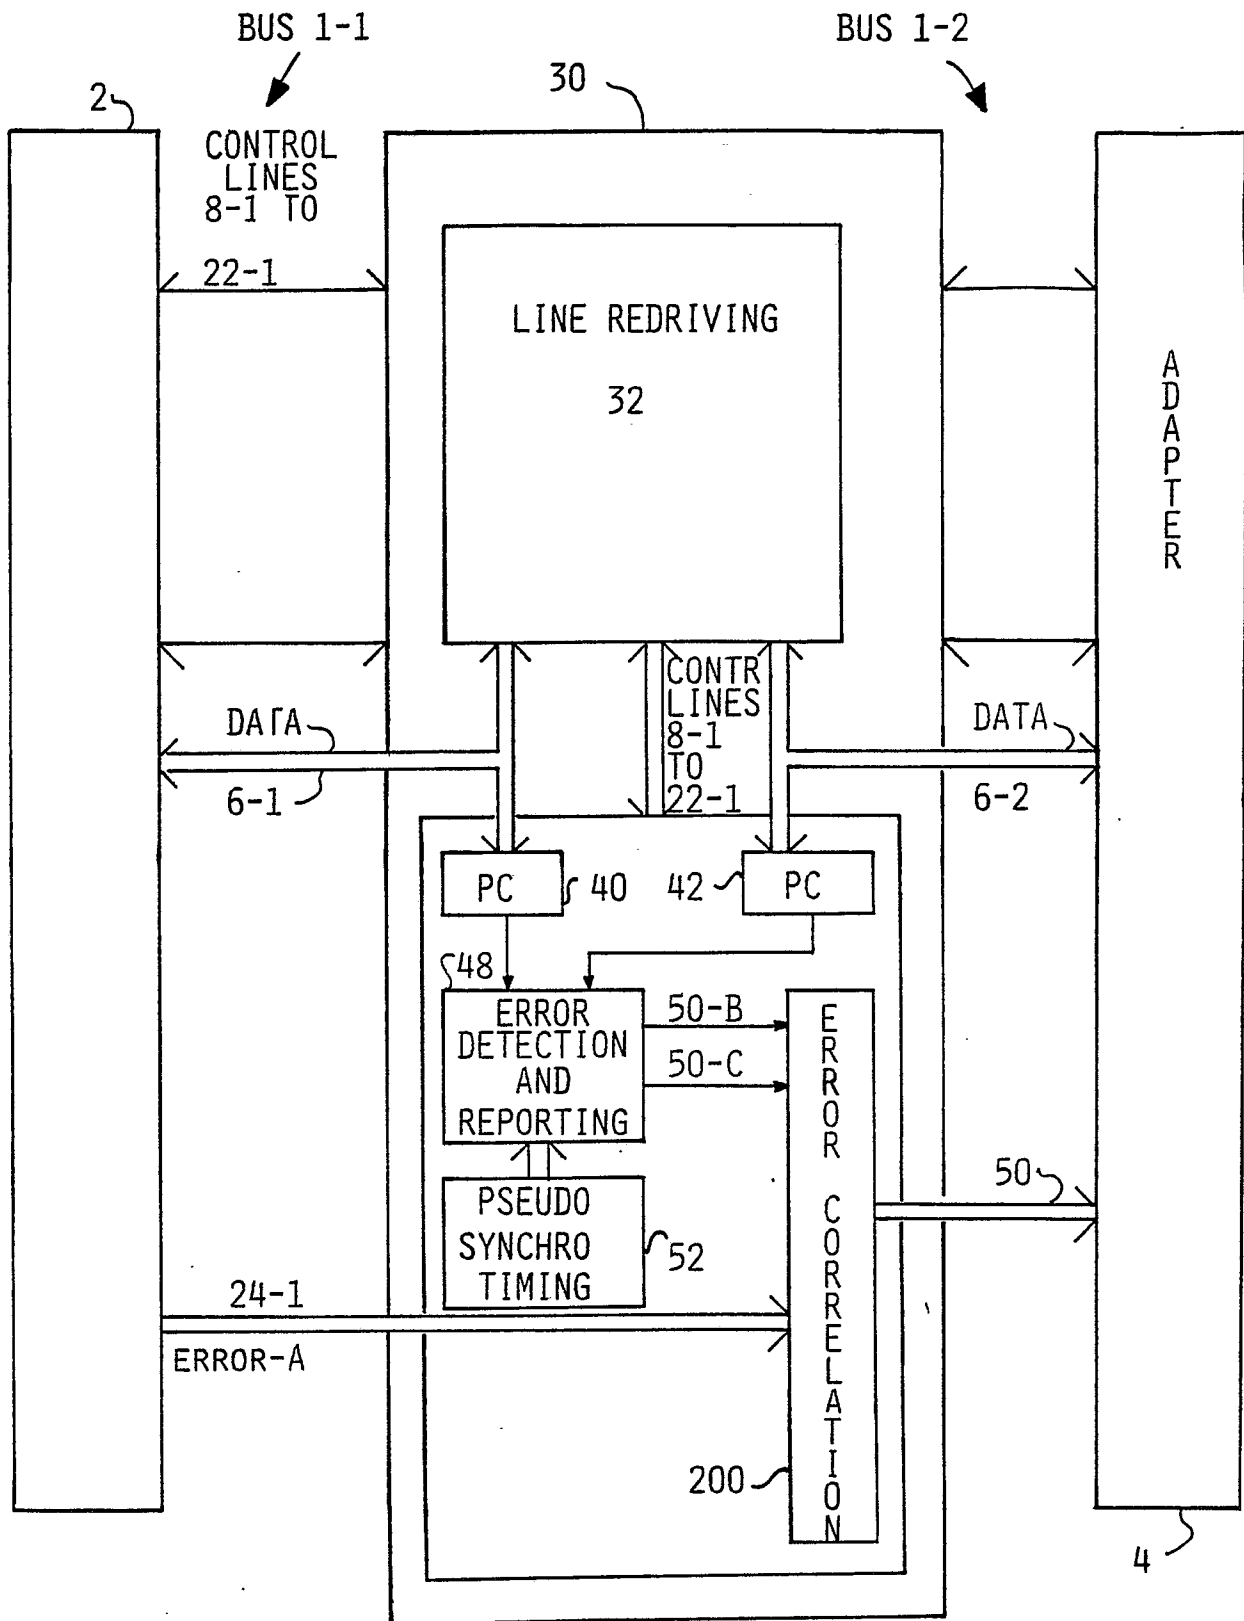 BUS 1-1
BUS 1-2
2
30
CONTROL
LINES
8-1 TO
22-1
LINE REDRIVING
32
ADAPTER
CONTR
LINES
8-1
TO
22-1
DATA
6-1
DATA
6-2
PC
40
42
PC
48
ERROR
DETECTION
AND
REPORTING
50-B
50-C
ERROR CORRELATION
50
PSEUDO
SYNCHRO
TIMING
52
24-1
ERROR-A
200
4